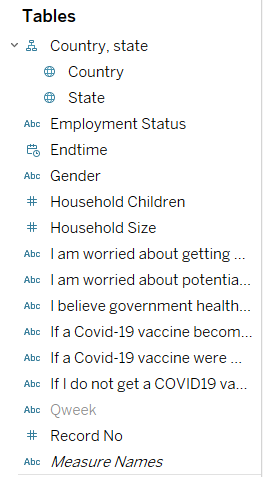 Tables
Country, state
Country
State
Abc Employment Status
Endtime
Abc Gender
# Household Children
# Household Size
Abc I am worried about getting ...
Abc I am worried about potentia...
Abc I believe government health...
Abc If a Covid-19 vaccine becom...
Abc If a Covid-19 vaccine were ...
Abc If I do not get a COVID19 va...
Abc Qweek
# Record No
Abc Measure Names